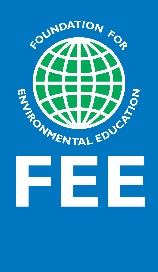 FOUNDATION FOR
ENVIRONMENTAL EDUCATION
FEE